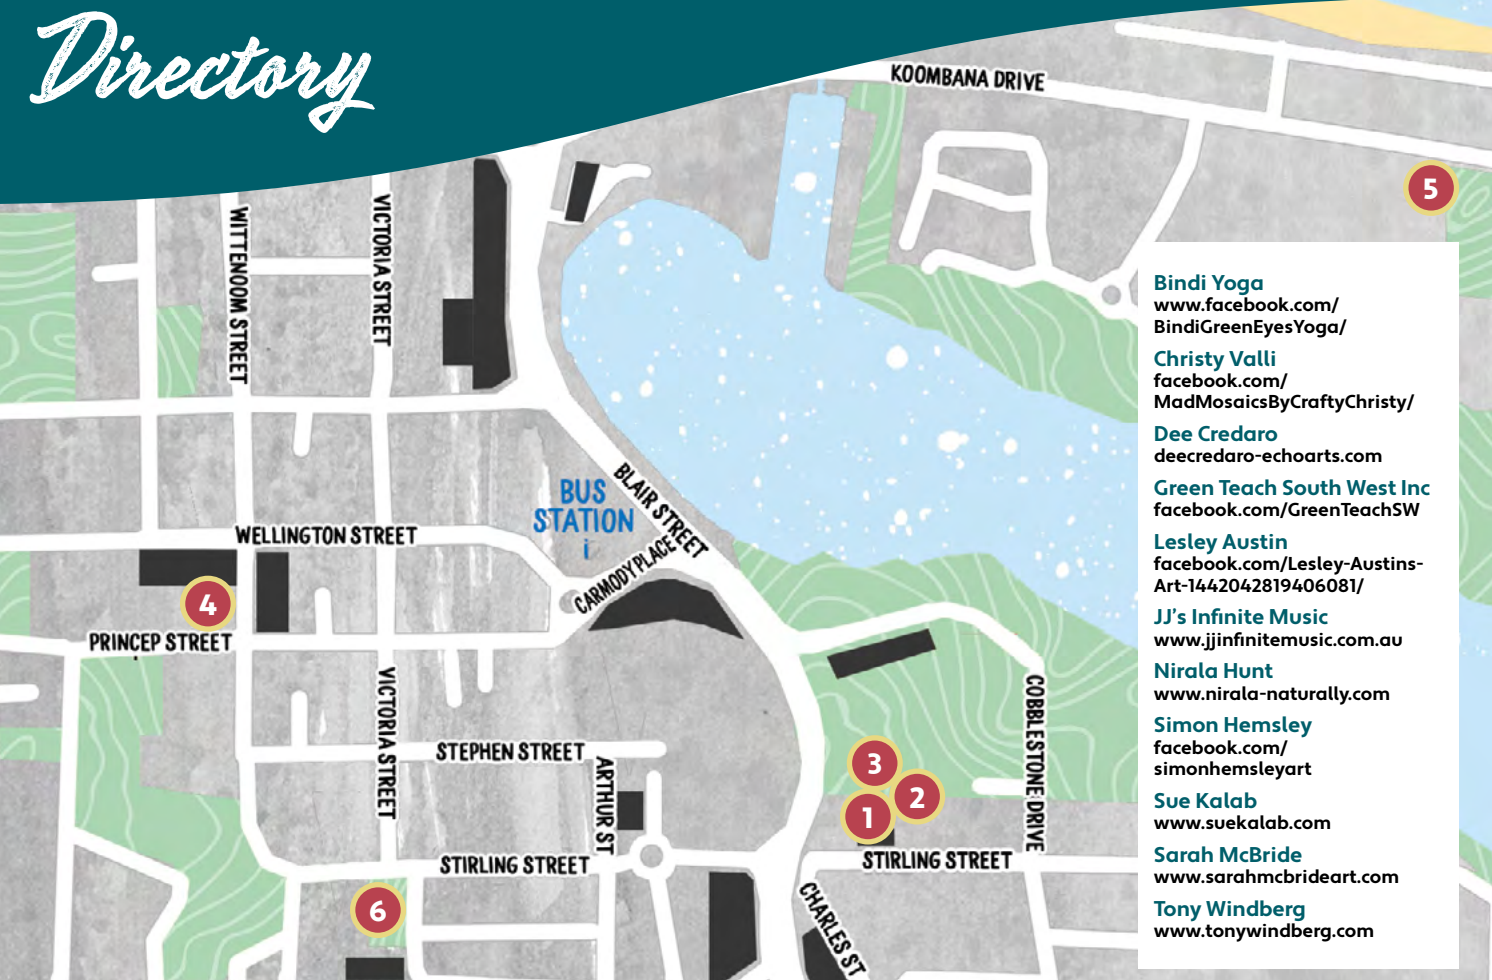 Directory
KOOMBANA DRIVE
5
WITTENOOM STREET
VICTORIA STREET
BUS
STATION
i
BLAIR STREET
CARMODY PLACE
WELLINGTON STREET
4
PRINCEP STREET
VICTORIA STREET
STEPHEN STREET
ARTHUR ST
COBBLESTONE DRIVE
3
2
1
STIRLING STREET
STIRLING STREET
6
CHARLES ST
Bindi Yoga
www.facebook.com/
BindiGreenEyesYoga/
Christy Valli
facebook.com/
MadMosaicsByCraftyChristy/
Dee Credaro
deecredaro-echoarts.com
Green Teach South West Inc
facebook.com/GreenTeachSW
Lesley Austin
facebook.com/Lesley-Austins-
Art-1442042819406081/
JJ's Infinite Music
www.jjinfinitemusic.com.au
Nirala Hunt
www.nirala-naturally.com
Simon Hemsley
facebook.com/
simonhemsleyart
Sue Kalab
www.suekalab.com
Sarah McBride
www.sarahmcbrideart.com
Tony Windberg
www.tonywindberg.com